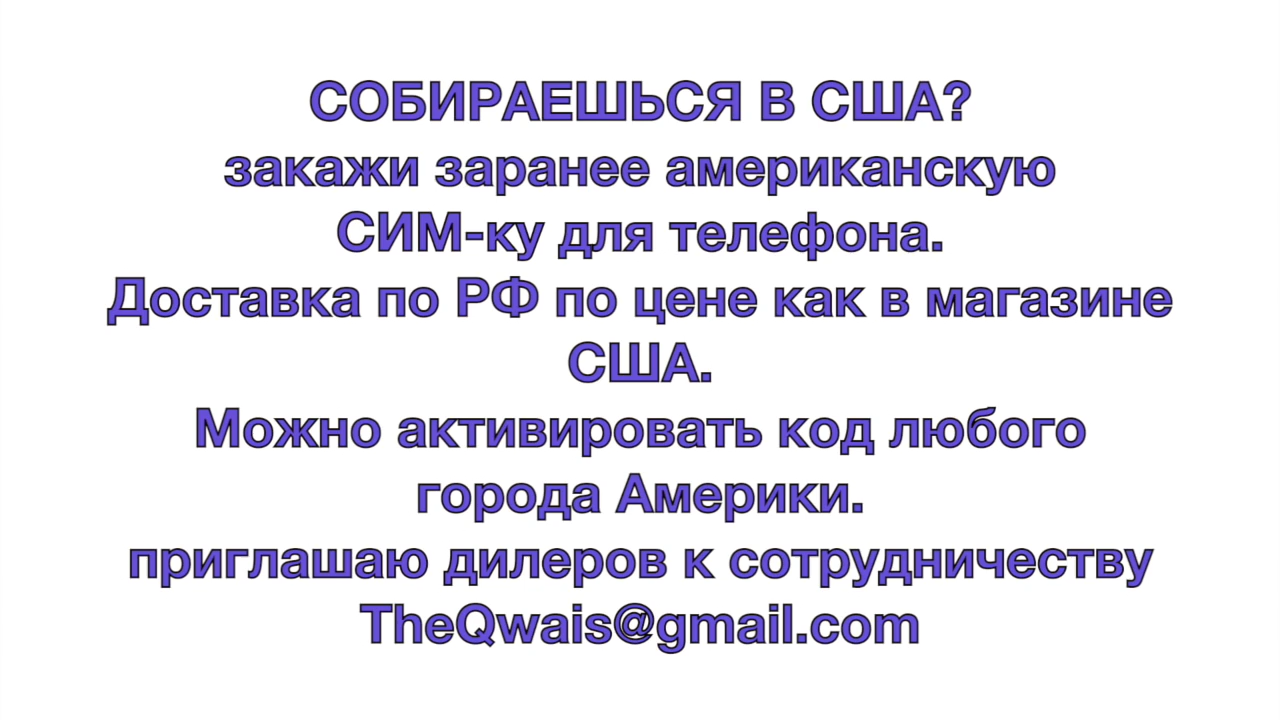 СОБИРАЕШЬСЯ В США?
закажи заранее американскую
СИМ-ку для телефона.
Доставка по РФ по цене как в магазине
США.
Можно активировать код любого
города Америки.
приглашаю дилеров к сотрудничеству
TheQwais@gmail.com